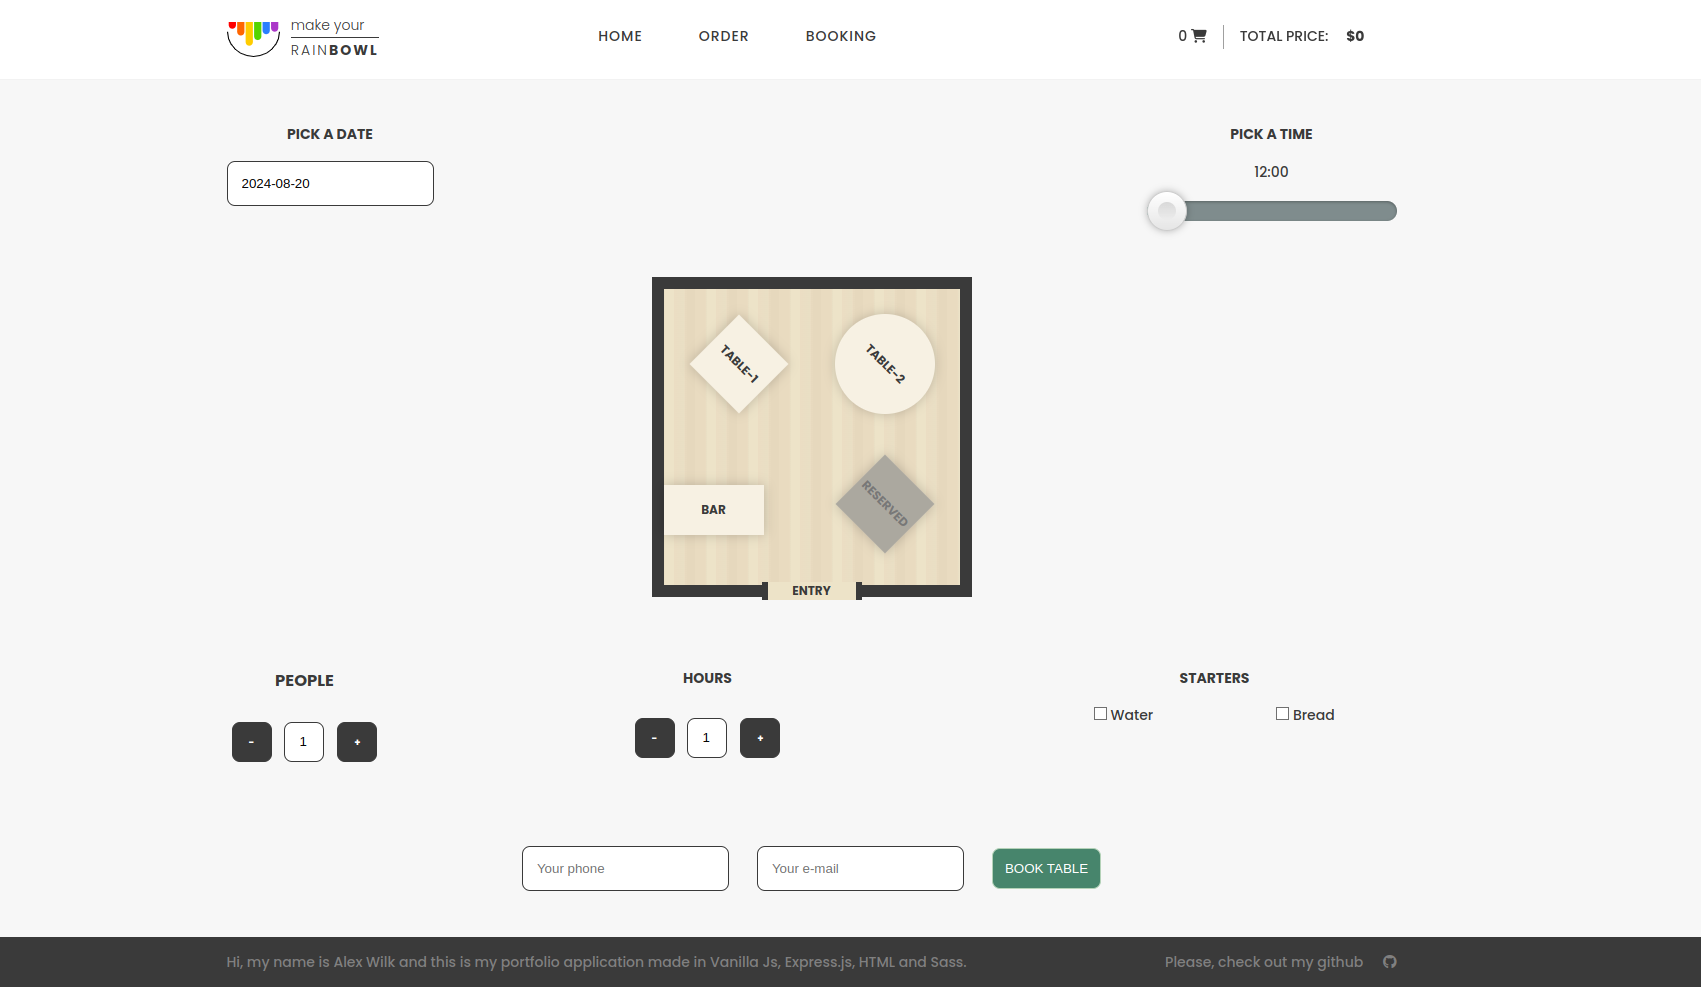 make your
RAINBOWL
HOME
ORDER
BOOKING
0
TOTAL PRICE:
$0
PICK A DATE
2024-08-20
PICK A TIME
12:00
TABLE-1
TABLE-2
RESERVED
BAR
ENTRY
PEOPLE
- 1 +
HOURS
- 1 +
STARTERS
Water
Bread
Your phone
Your e-mail
BOOK TABLE
Hi, my name is Alex Wilk and this is my portfolio application made in Vanilla Js, Express.js, HTML and Sass.
Please, check out my github